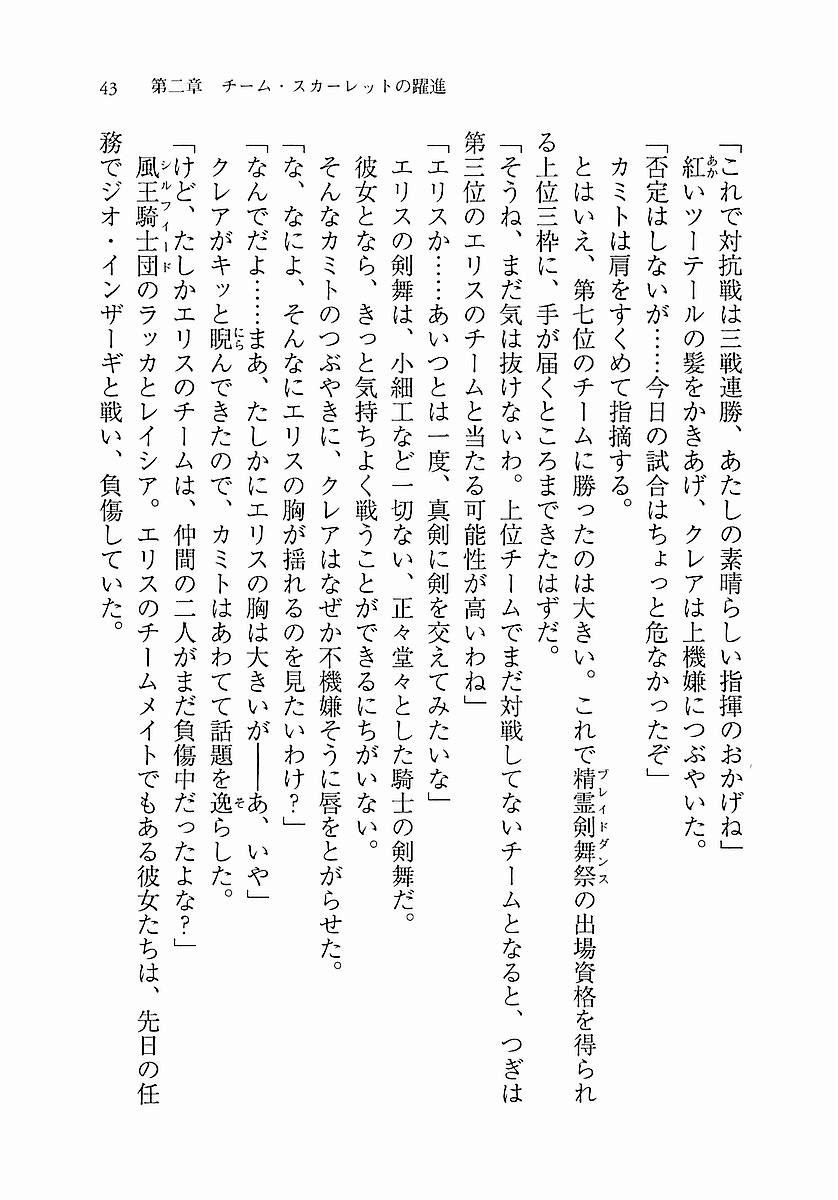 43　第二章　チーム・スカーレットの躍進
「これで対抗戦は三戦連勝、あたしの素晴らしい指揮のおかげね」
紅いツーテールの髪をかきあげ、クレアは上機嫌につぶやいた。
あか
「否定はしないが……今日の試合はちょっと危なかったぞ」
カミトは肩をすくめて指摘する。
とはいえ、第七位のチームに勝ったのは大きい。これで精霊剣舞祭の出場資格を得られ
ブレイドダンス
る上位三枠に、手が届くところまできたはずだ。
「そうね、まだ気は抜けないわ。上位チームでまだ対戦してないチームとなると、つぎは
第三位のエリスのチームと当たる可能性が高いわね」
「エリスか……あいつとは一度、真剣に剣を交えてみたいな」
エリスの剣舞は、小細工など一切ない、正々堂々とした騎士の剣舞だ。
彼女となら、きっと気持ちよく戦うことができるにちがいない。
そんなカミトのつぶやきに、クレアはなぜか不機嫌そうに唇をとがらせた。
「な、なによ、そんなにエリスの胸が揺れるのを見たいわけ？」
「なんでだよ……まあ、たしかにエリスの胸は大きいが――あ、いや」
クレアがキッと睨んできたので、カミトはあわてて話題を逸らした。
にら
そ
「けど、たしかエリスのチームは、仲間の二人がまだ負傷中だったよな？」
風王騎士団のラッカとレイシア。エリスのチームメイトでもある彼女たちは、先日の任
シルフィード
務でジオ・インザーギと戦い、負傷していた。